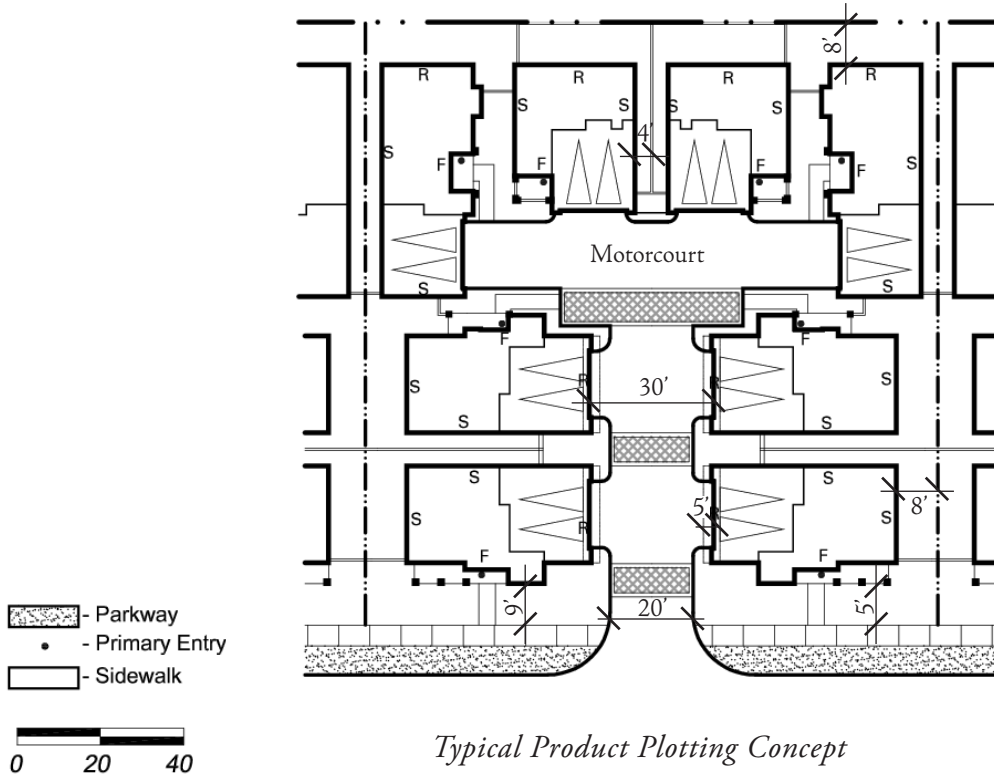 8’
R R R R
S S S S
4’
S F F F F S
Motorcourt
S S
F F
S R 30’ R S
S S
S S
S R 5’ R S 8’
F F
9’ 20’ 5’
- Parkway
- Primary Entry
- Sidewalk
0 20 40
Typical Product Plotting Concept